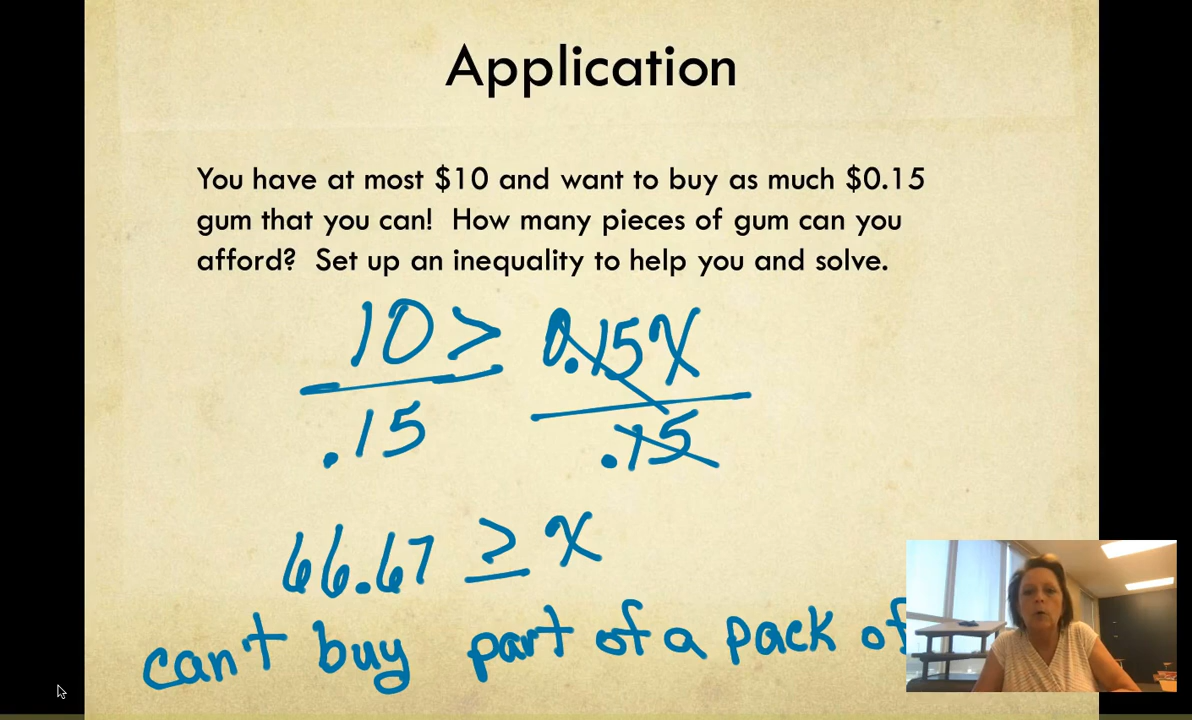 Application
You have at most $10 and want to buy as much $0.15
gum that you can! How many pieces of gum can you
afford? Set up an inequality to help you and solve.
10 ≥ 0.15x
.15 .15
66.67 ≥ x
can't buy part of a pack of